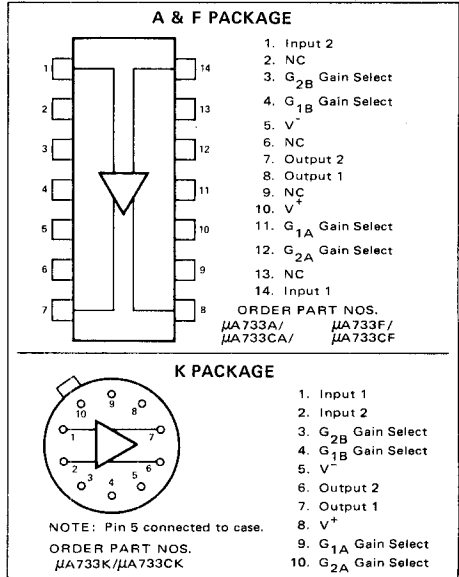 A & F PACKAGE
1
2
3
4
5
6
7
14
13
12
11
10
9
8
1. Input 2
2. NC
3. G2B Gain Select
4. G1B Gain Select
5. V-
6. NC
7. Output 2
8. Output 1
9. NC
10. V+
11. G1A Gain Select
12. G2A Gain Select
13. NC
14. Input 1
ORDER PART NOS.
μA733A/ μA733F/
μA733CA/ μA733CF
K PACKAGE
10
9
8
1
7
2
6
3
4
5
NOTE: Pin 5 connected to case.
ORDER PART NOS.
μA733K/μA733CK
1. Input 1
2. Input 2
3. G2B Gain Select
4. G1B Gain Select
5. V-
6. Output 2
7. Output 1
8. V+
9. G1A Gain Select
10. G2A Gain Select